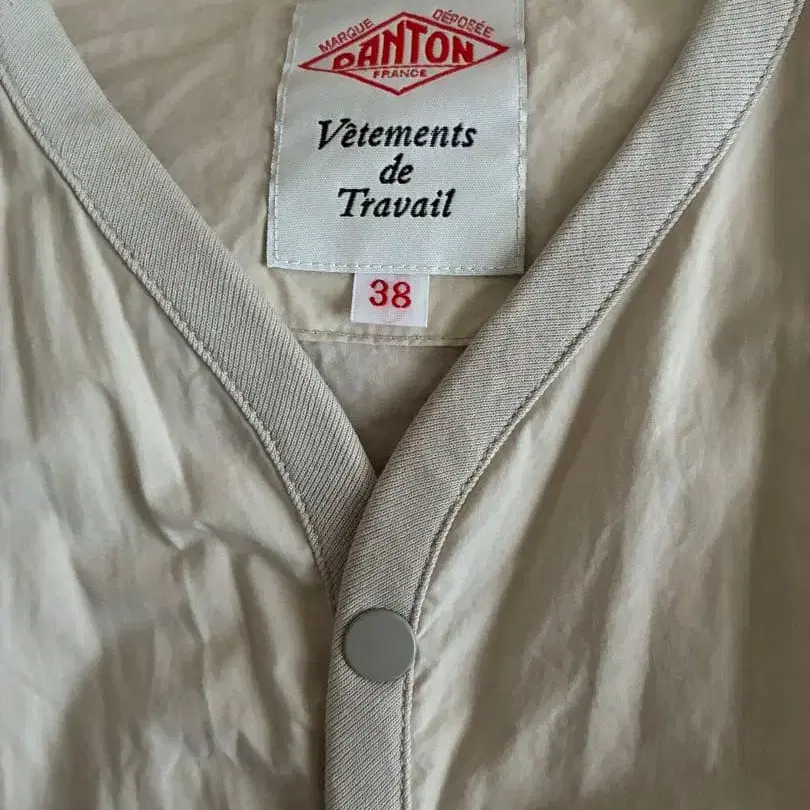 MARQUE DÉPOSÉE
DANTON
FRANCE
Vêtements
de
Travail
38